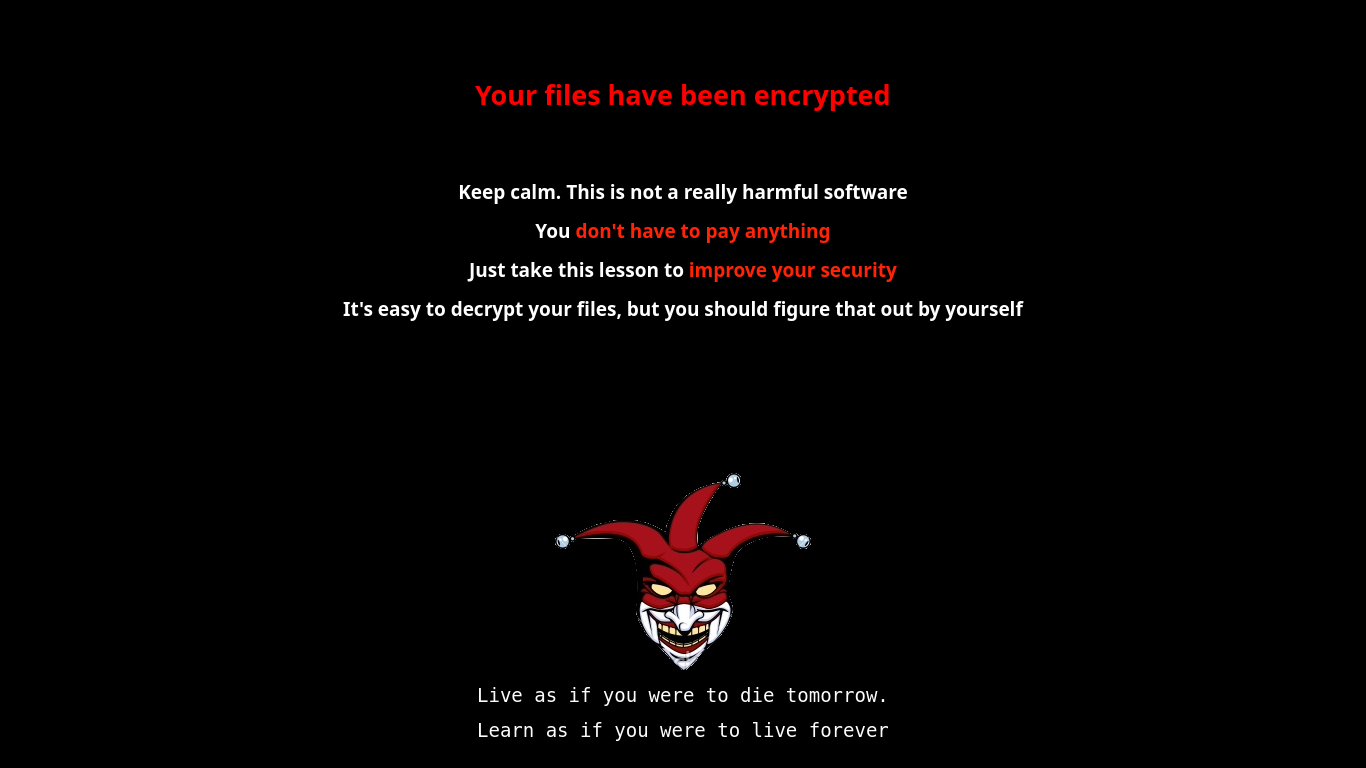 Your files have been encrypted
Keep calm. This is not a really harmful software
You don't have to pay anything
Just take this lesson to improve your security
It's easy to decrypt your files, but you should figure that out by yourself
Live as if you were to die tomorrow.
Learn as if you were to live forever